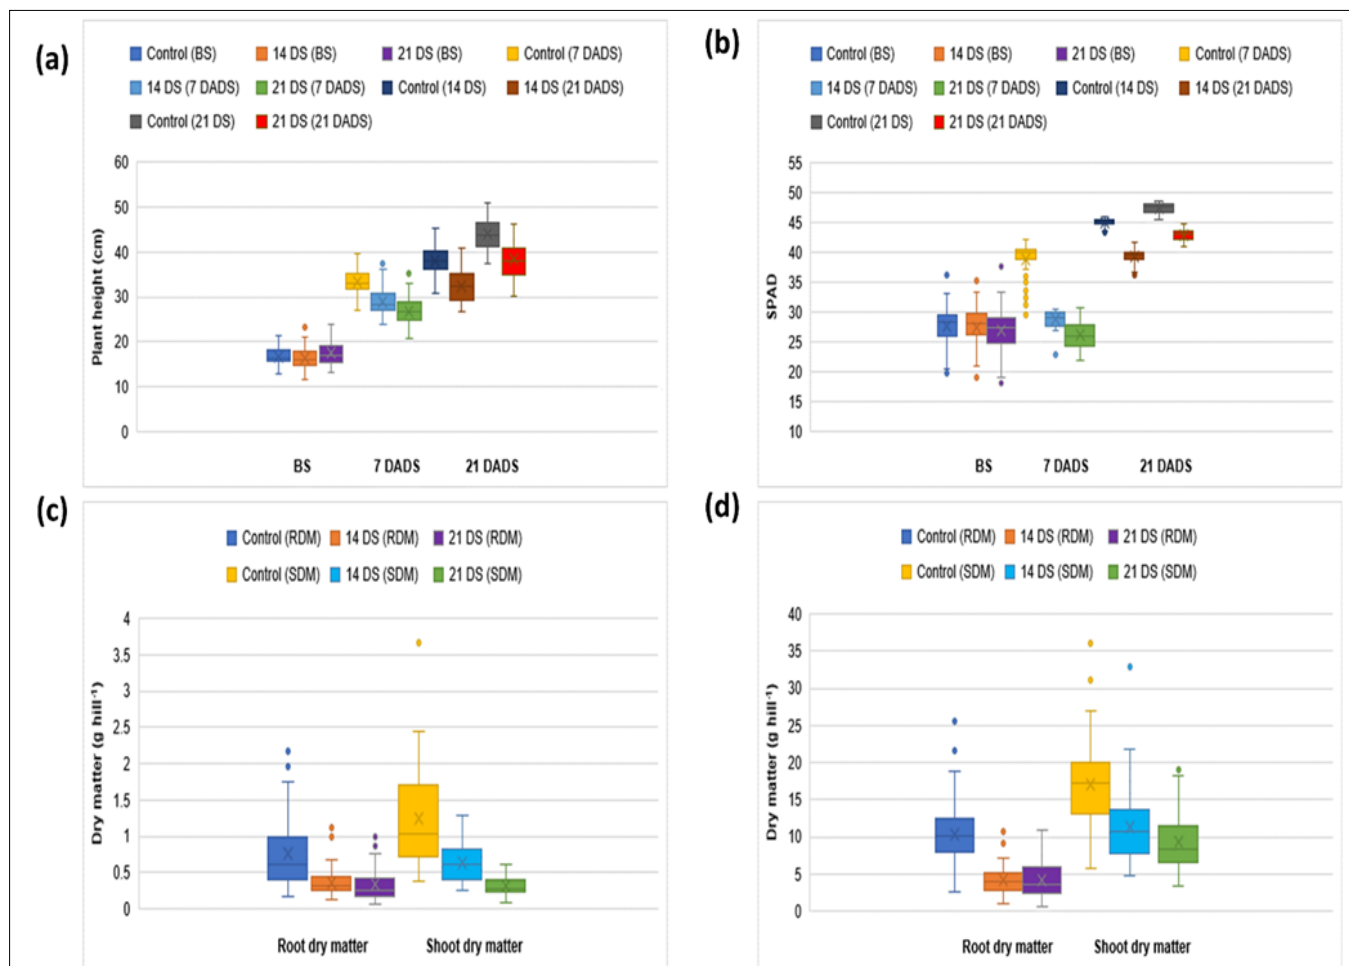 (a)
Control (BS) 14 DS (BS) 21 DS (BS) Control (7 DADS)
14 DS (7 DADS) 21 DS (7 DADS) Control (14 DS) 14 DS (21 DADS)
Control (21 DS) 21 DS (21 DADS)
Plant height (cm)
60
50
40
30
20
10
0
BS 7 DADS 21 DADS
(b)
Control (BS) 14 DS (BS) 21 DS (BS) Control (7 DADS)
14 DS (7 DADS) 21 DS (7 DADS) Control (14 DS) 14 DS (21 DADS)
Control (21 DS) 21 DS (21 DADS)
SPAD
55
50
45
40
35
30
25
20
15
10
BS 7 DADS 21 DADS
(c)
Control (RDM) 14 DS (RDM) 21 DS (RDM)
Control (SDM) 14 DS (SDM) 21 DS (SDM)
Dry matter (g hill⁻¹)
4
3.5
3
2.5
2
1.5
1
0.5
0
Root dry matter Shoot dry matter
(d)
Control (RDM) 14 DS (RDM) 21 DS (RDM)
Control (SDM) 14 DS (SDM) 21 DS (SDM)
Dry matter (g hill⁻¹)
40
35
30
25
20
15
10
5
0
Root dry matter Shoot dry matter